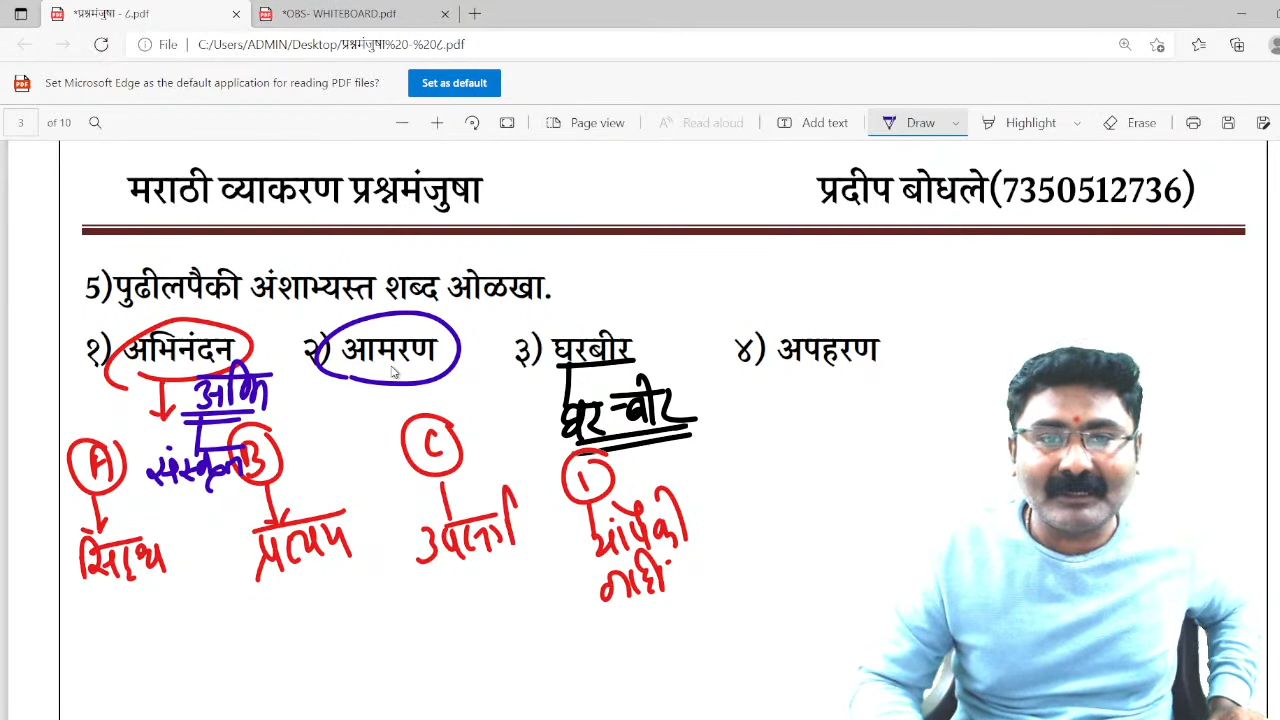 *प्रश्नमंजुषा - ८.pdf
*OBS- WHITEBOARD.pdf
File C:/Users/ADMIN/Desktop/प्रश्नमंजुषा%20-%20८.pdf
Set Microsoft Edge as the default application for reading PDF files? Set as default
3 of 10 Page view Read aloud Add text Draw Highlight Erase
मराठी व्याकरण प्रश्नमंजुषा प्रदीप बोधले(7350512736)
5)पुढीलपैकी अंशाभ्यस्त शब्द ओळखा.
१) अभिनंदन २) आमरण ३) घरबीर ४) अपहरण
अभि
घर-बीर
संस्कृत
A B C D
सिद्ध प्रत्यय उपसर्ग यांपैकी
नाही